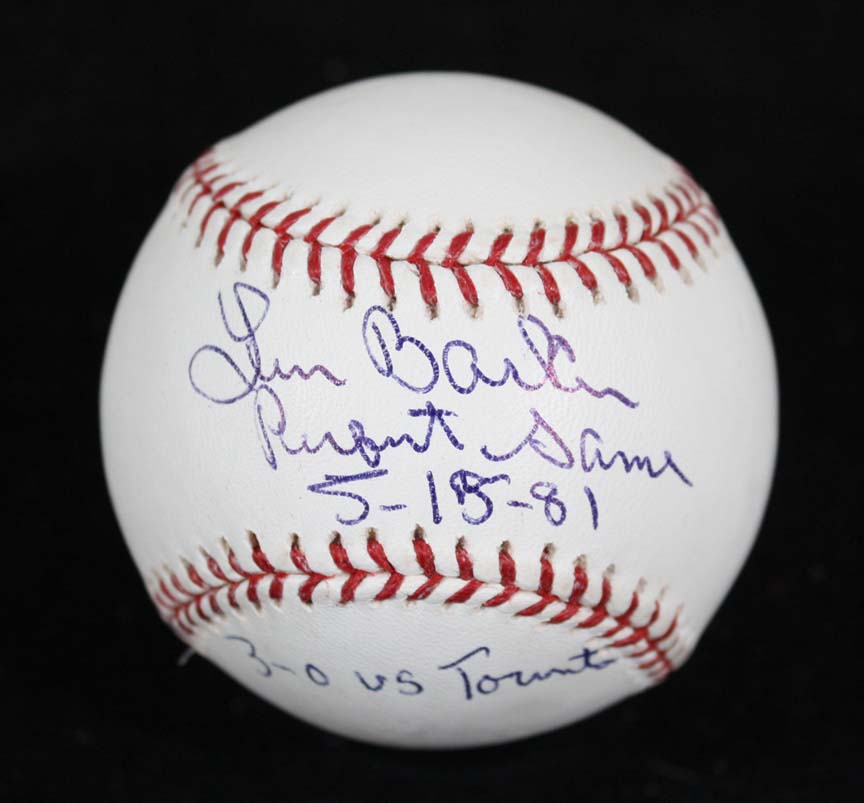 Len Barker
Perfect Game
5-15-81
3-0 vs Toronto